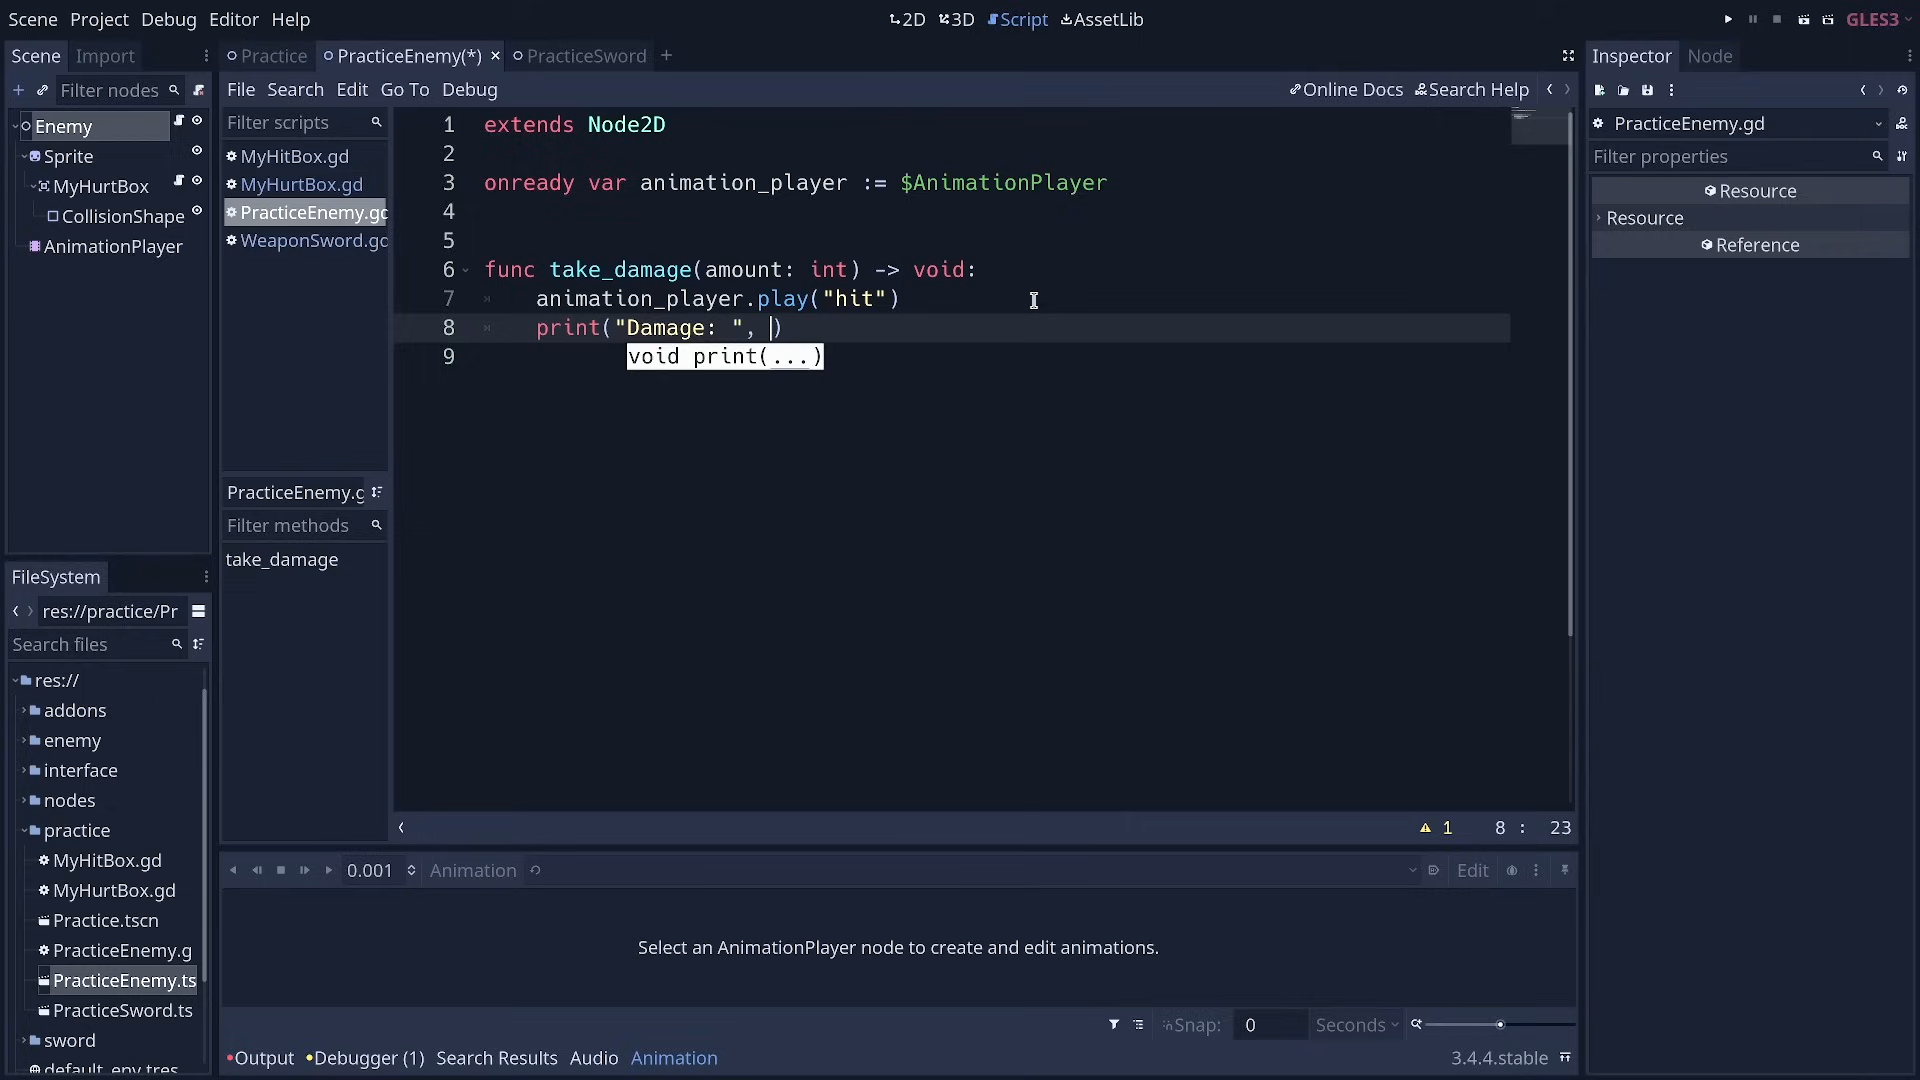 Scene Project Debug Editor Help
2D 3D Script AssetLib
GLES3
Scene Import
Practice PracticeEnemy(*) × PracticeSword +
Inspector Node
Filter nodes
File Search Edit Go To Debug
Online Docs Search Help
Enemy
Sprite
MyHurtBox
CollisionShape
AnimationPlayer
Filter scripts
MyHitBox.gd
MyHurtBox.gd
PracticeEnemy.gd
WeaponSword.gd
1 extends Node2D
2
3 onready var animation_player := $AnimationPlayer
4
5
6 func take_damage(amount: int) -> void:
7 animation_player.play("hit")
8 print("Damage: ", )
void print(...)
9
PracticeEnemy.g
Filter methods
take_damage
PracticeEnemy.gd
Filter properties
Resource
Resource
Reference
FileSystem
res://practice/Pr
Search files
res://
addons
enemy
interface
nodes
practice
MyHitBox.gd
MyHurtBox.gd
Practice.tscn
PracticeEnemy.g
PracticeEnemy.ts
PracticeSword.ts
sword
default_env.tres
1 8 : 23
0.001 Animation Edit
Select an AnimationPlayer node to create and edit animations.
Snap: 0 Seconds
Output Debugger (1) Search Results Audio Animation
3.4.4.stable